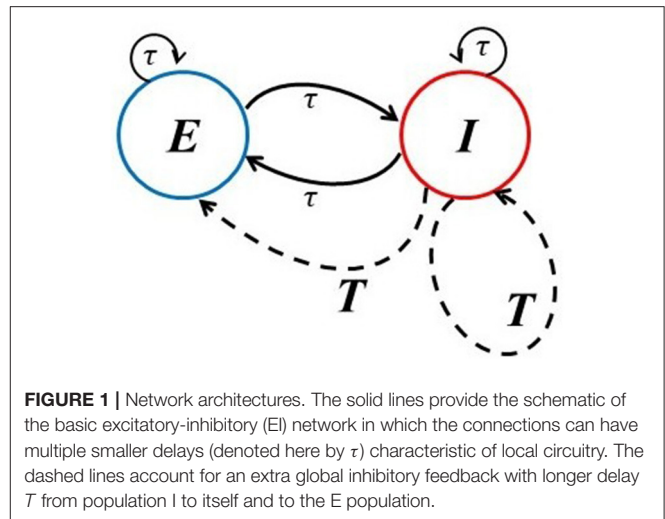 τ
τ
E
τ
I
τ
T
T
FIGURE 1 | Network architectures. The solid lines provide the schematic of
the basic excitatory-inhibitory (EI) network in which the connections can have
multiple smaller delays (denoted here by τ) characteristic of local circuitry. The
dashed lines account for an extra global inhibitory feedback with longer delay
T from population I to itself and to the E population.